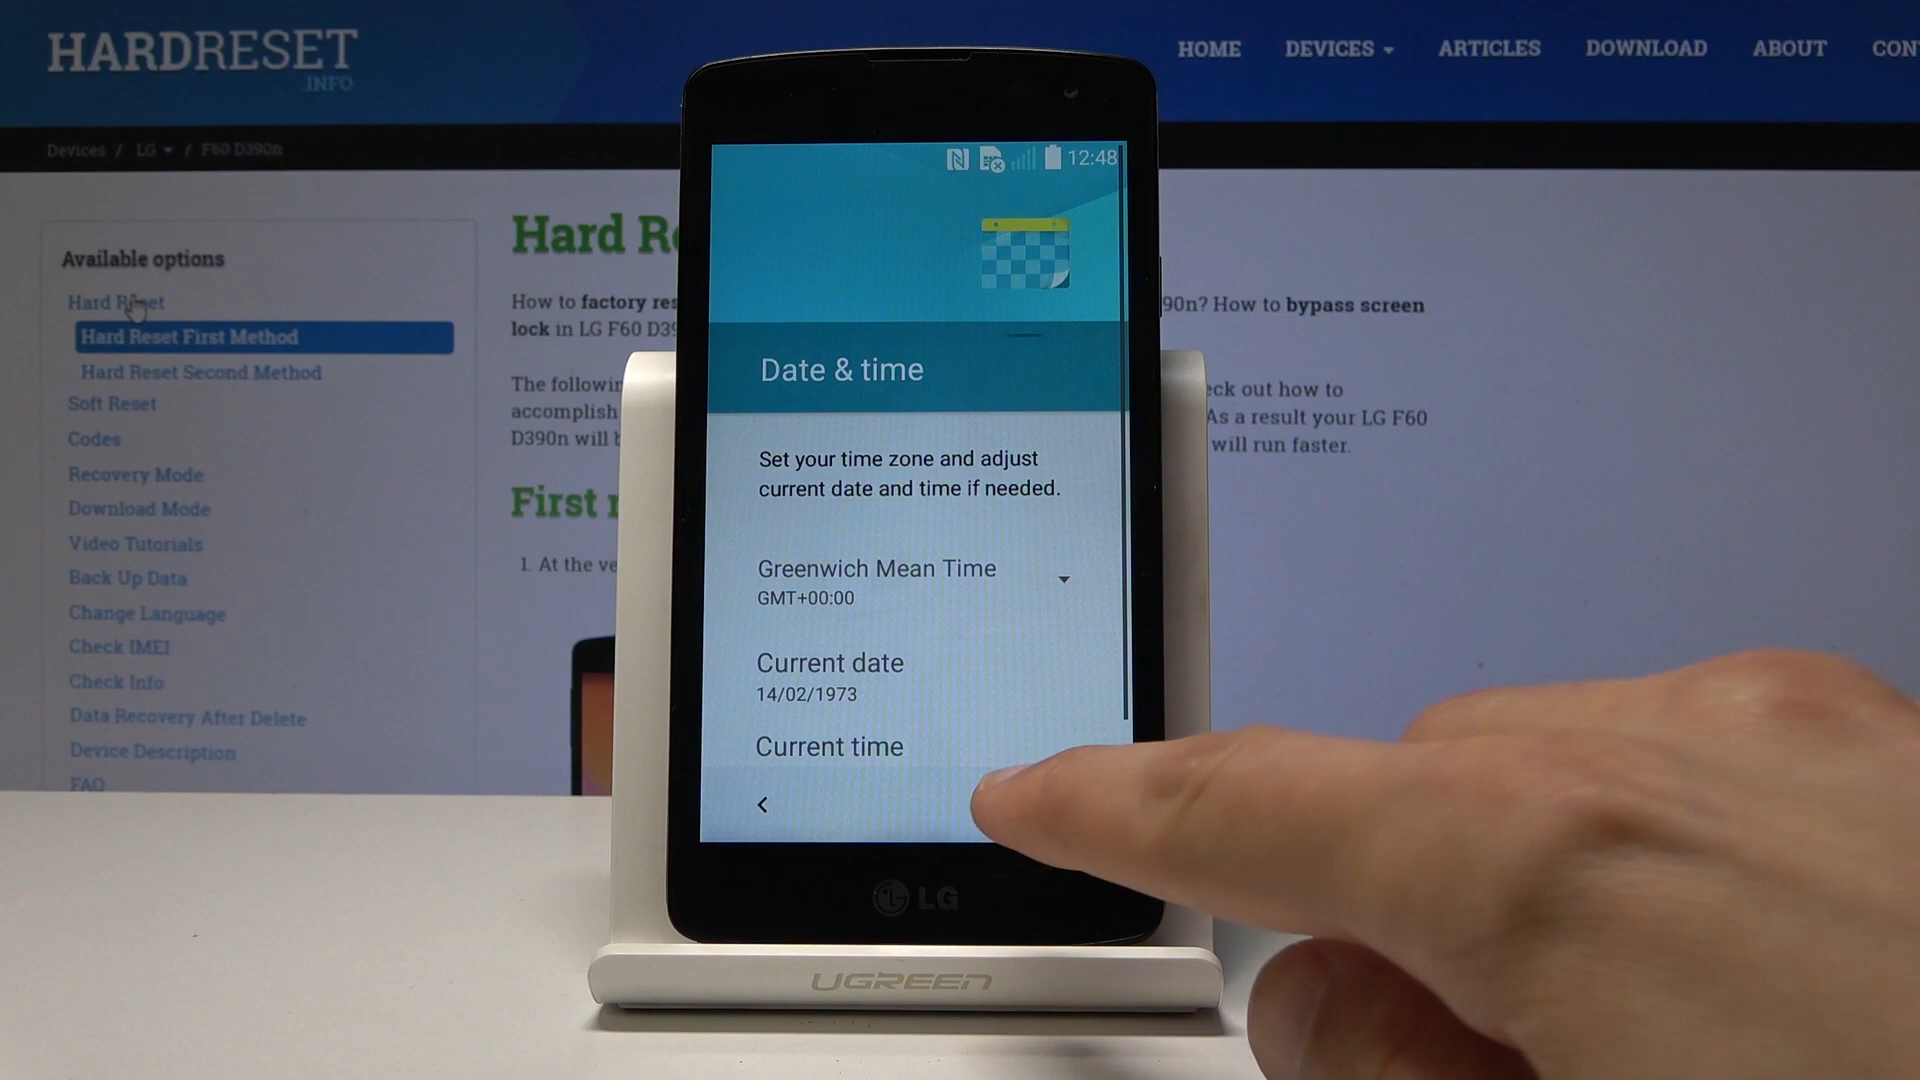 HARDRESET
.INFO
HOME
DEVICES
ARTICLES
DOWNLOAD
ABOUT
Devices / LG / F60 D390n
Available options
Hard Reset
Hard Reset First Method
Hard Reset Second Method
Soft Reset
Codes
Recovery Mode
Download Mode
Video Tutorials
Back Up Data
Change Language
Check IMEI
Check Info
Data Recovery After Delete
Device Description
FAQ
Hard
How to factory
90n? How to bypass screen
lock in LG F60
The
how to
accomplish
As a result your LG F60
D390n will
will run faster.
First
1. At the
12:48
Date & time
Set your time zone and adjust
current date and time if needed.
Greenwich Mean Time
GMT+00:00
Current date
14/02/1973
Current time
<
LG
UGREEN